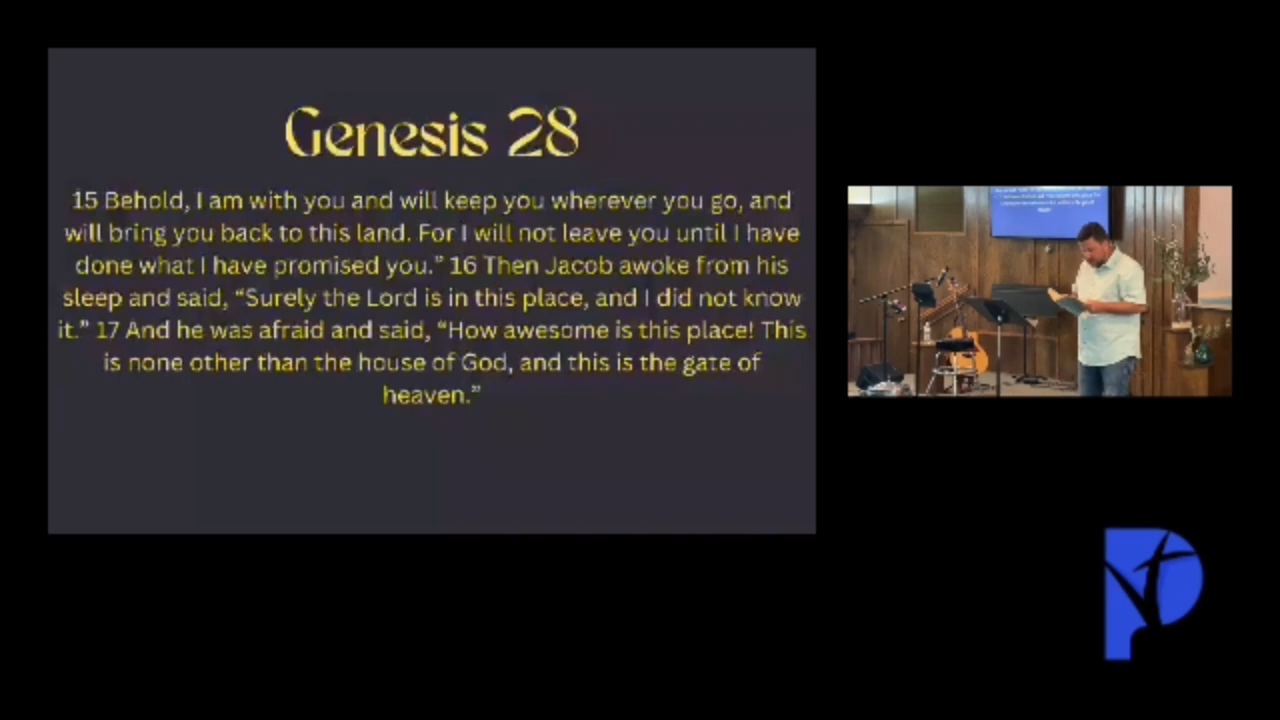 Genesis 28
15 Behold, I am with you and will keep you wherever you go, and
will bring you back to this land. For I will not leave you until I have
done what I have promised you.” 16 Then Jacob awoke from his
sleep and said, “Surely the Lord is in this place, and I did not know
it.” 17 And he was afraid and said, “How awesome is this place! This
is none other than the house of God, and this is the gate of
heaven.”
P